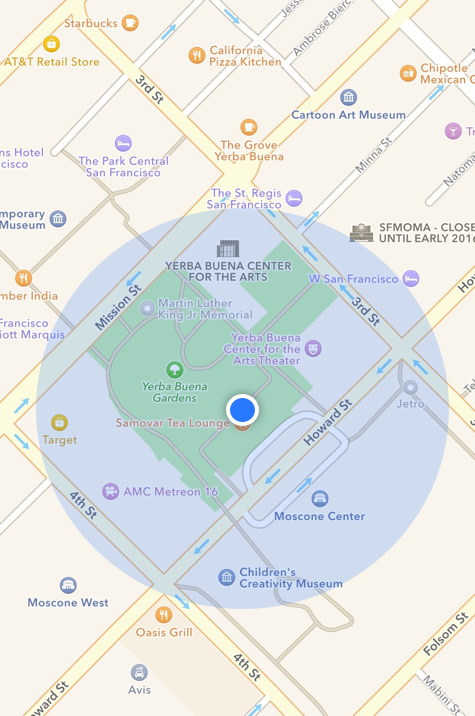 Starbucks
Jess
Ambrose Bierc
AT&T Retail Store
California
Pizza Kitchen
Chipotle
Mexican G
3rd St
Cartoon Art Museum
The Grove
Yerba Buena
ns Hotel
cisco
The Park Central
San Francisco
Minna St
Tr
Natoma
The St. Regis
San Francisco
mporary
Museum
SFMOMA - CLOSE
UNTIL EARLY 2016
YERBA BUENA CENTER
FOR THE ARTS
mber India
W San Francisco
Ho
Mission St
Martin Luther
King Jr Memorial
3rd St
Francisco
iott Marquis
Yerba Buena
Center for the
Arts Theater
Yerba Buena
Gardens
Te
Jetro
Samovar Tea Lounge
Howard St
Target
AMC Metreon 16
4th St
Moscone Center
Children's
Creativity Museum
Moscone West
Oasis Grill
Folsom St
4th St
Avis
Mabini St
oward St